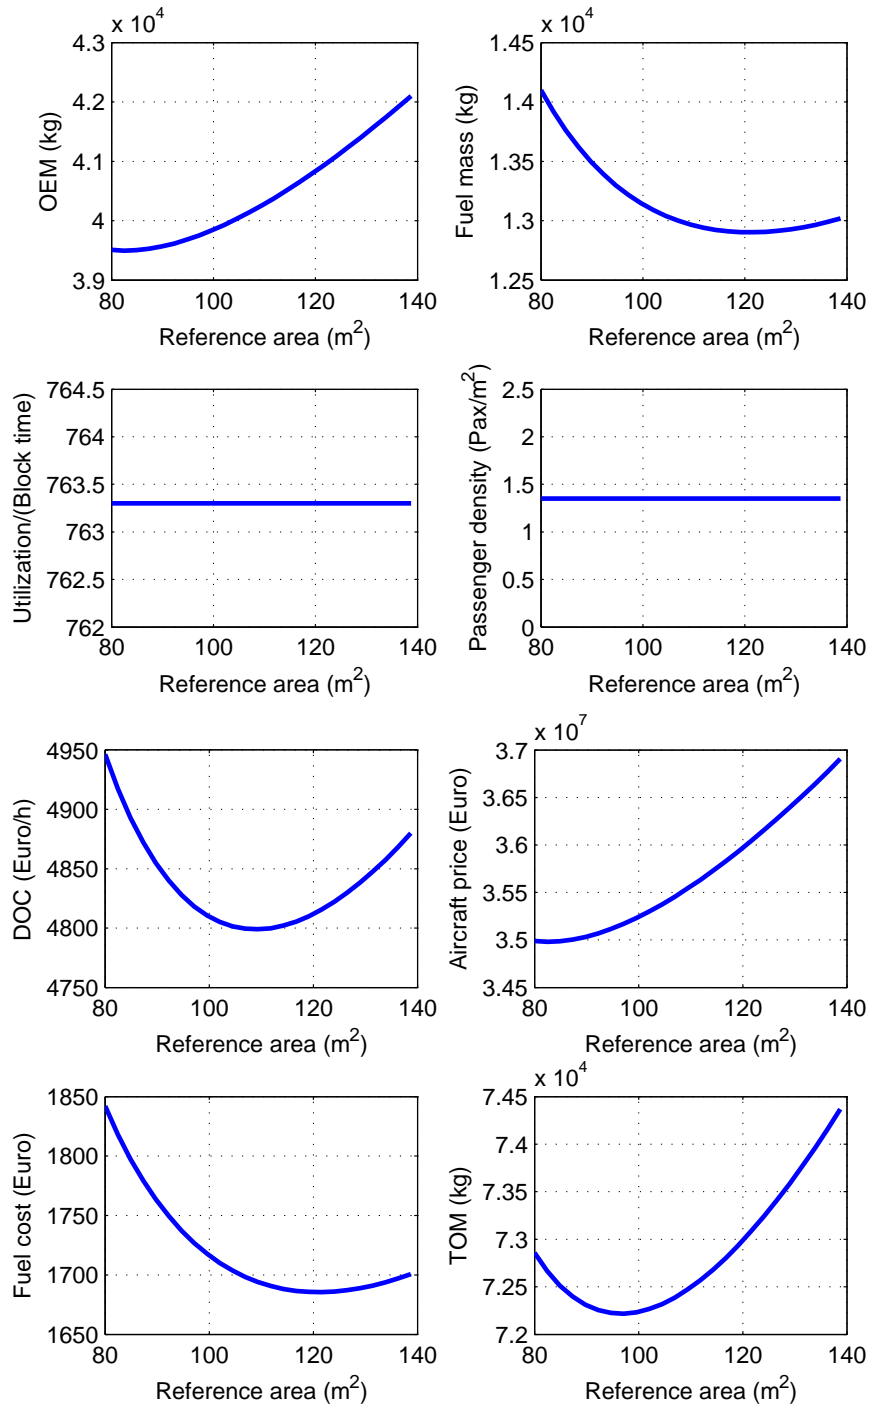 x 10^4
4.3
4.2
4.1
4
3.9
OEM (kg)
80 100 120 140
Reference area (m^2)
x 10^4
1.45
1.4
1.35
1.3
1.25
Fuel mass (kg)
80 100 120 140
Reference area (m^2)
764.5
764
763.5
763
762.5
762
Utilization/(Block time)
80 100 120 140
Reference area (m^2)
2.5
2
1.5
1
0.5
0
Passenger density (Pax/m^2)
80 100 120 140
Reference area (m^2)
4950
4900
4850
4800
4750
DOC (Euro/h)
80 100 120 140
Reference area (m^2)
x 10^7
3.7
3.65
3.6
3.55
3.5
3.45
Aircraft price (Euro)
80 100 120 140
Reference area (m^2)
1850
1800
1750
1700
1650
Fuel cost (Euro)
80 100 120 140
Reference area (m^2)
x 10^4
7.45
7.4
7.35
7.3
7.25
7.2
TOM (kg)
80 100 120 140
Reference area (m^2)